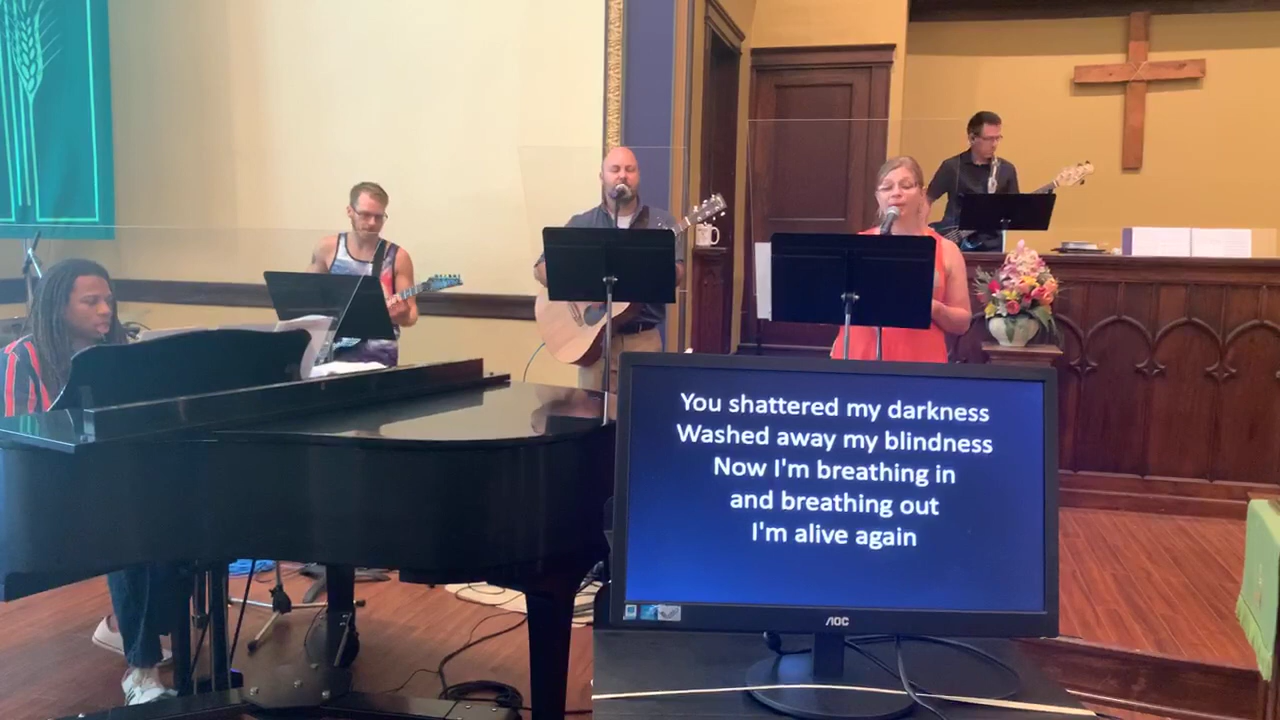 You shattered my darkness
Washed away my blindness
Now I'm breathing in
and breathing out
I'm alive again
AOC